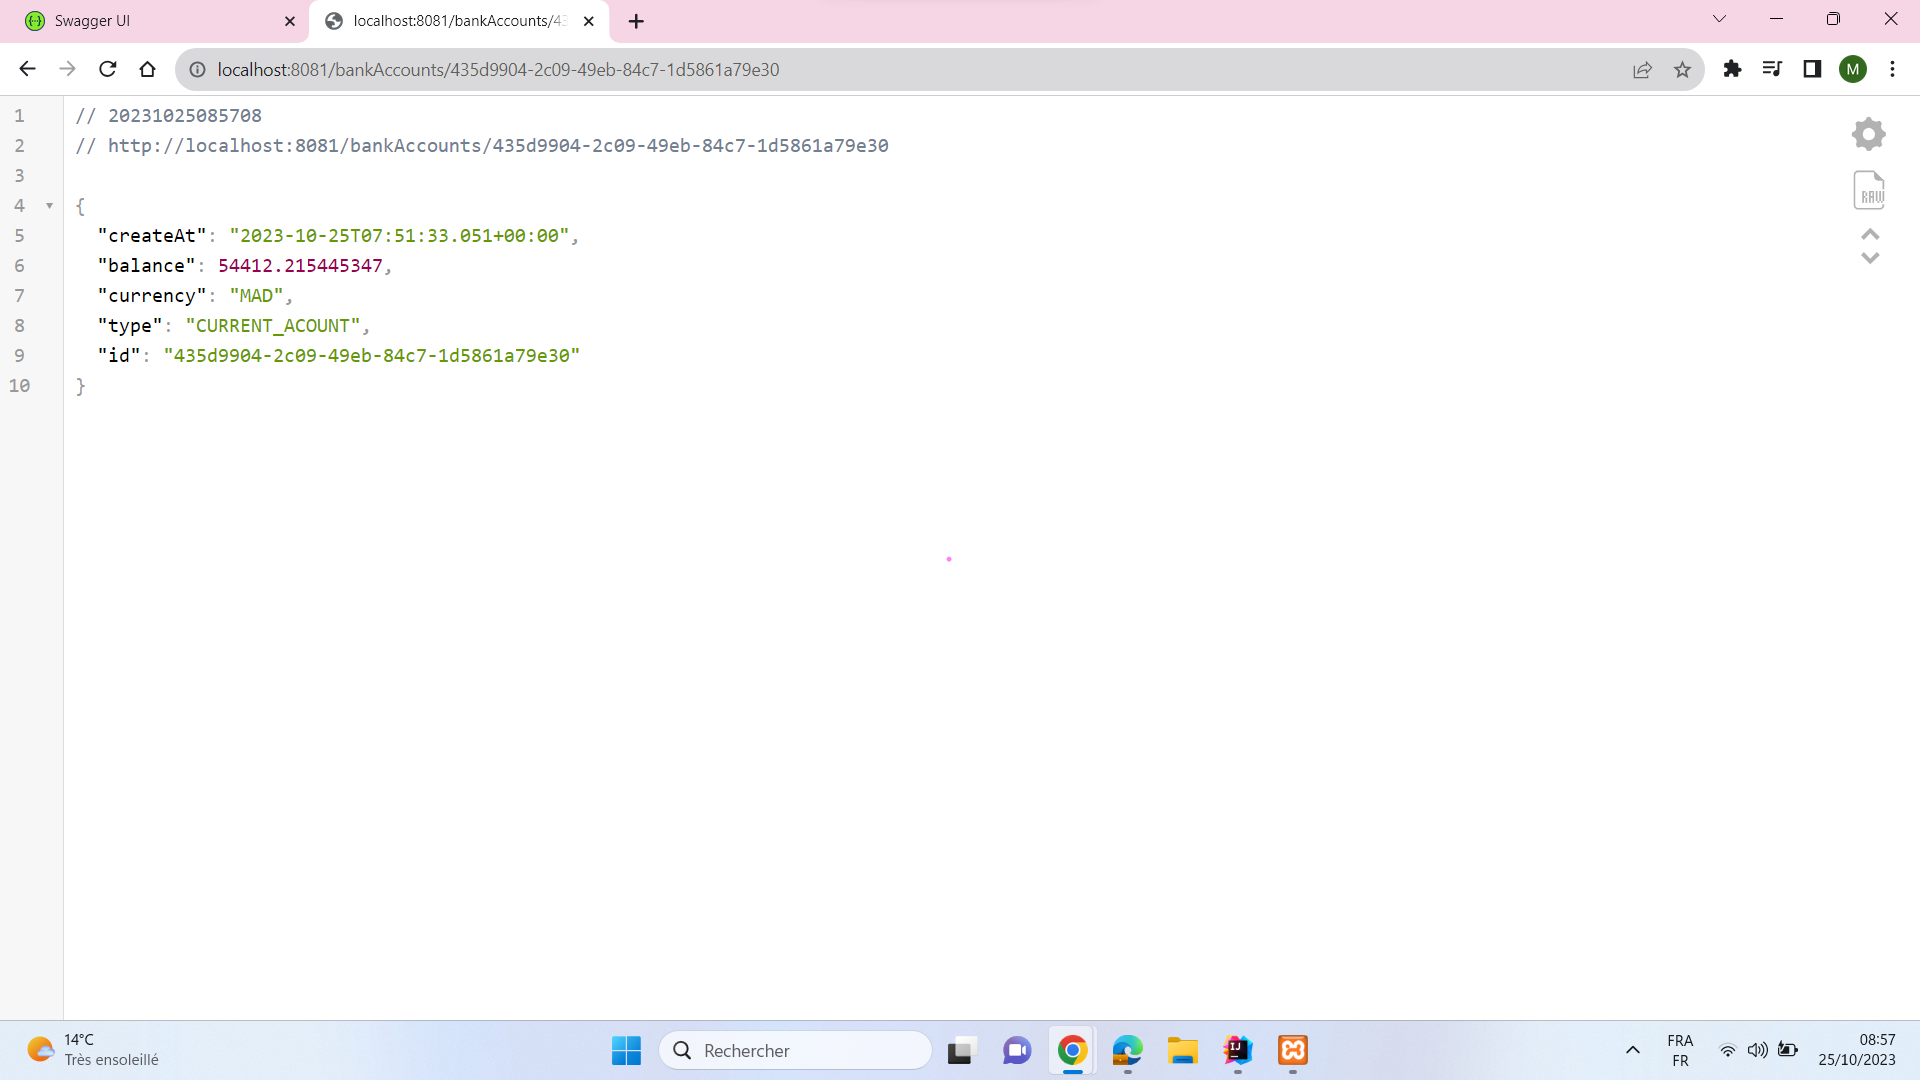 Swagger UI
localhost:8081/bankAccounts/43
localhost:8081/bankAccounts/435d9904-2c09-49eb-84c7-1d5861a79e30
M
1 // 20231025085708
2 // http://localhost:8081/bankAccounts/435d9904-2c09-49eb-84c7-1d5861a79e30
3
4 {
5 "createAt": "2023-10-25T07:51:33.051+00:00",
6 "balance": 54412.215445347,
7 "currency": "MAD",
8 "type": "CURRENT_ACOUNT",
9 "id": "435d9904-2c09-49eb-84c7-1d5861a79e30"
10 }
RAW
14°C
Très ensoleillé
Rechercher
IJ
FRA
FR
08:57
25/10/2023